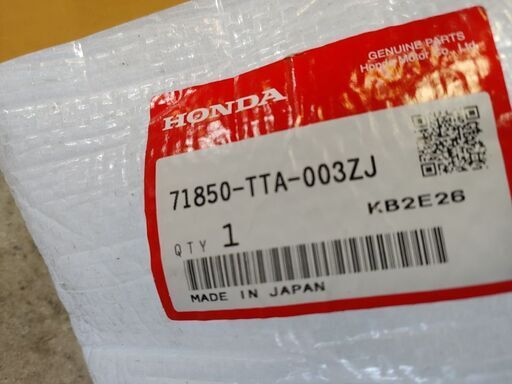 GENUINE PARTS
Honda Motor Co., Ltd.
HONDA
71850-TTA-003ZJ
KB2E26
QTY 1
MADE IN JAPAN